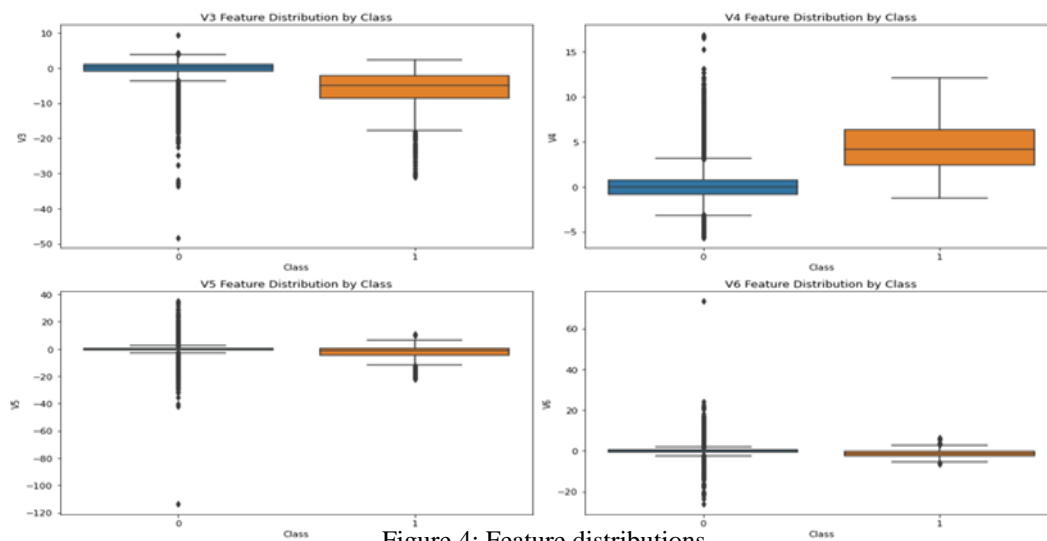 V3 Feature Distribution by Class
V4 Feature Distribution by Class
10
0
-10
-20
-30
-40
-50
V3
0
1
Class
15
10
5
0
-5
V4
0
1
Class
V5 Feature Distribution by Class
V6 Feature Distribution by Class
40
20
0
-20
-40
-60
-80
-100
-120
V5
0
1
Class
60
40
20
0
-20
V6
0
1
Class
Figure 4: Feature distributions